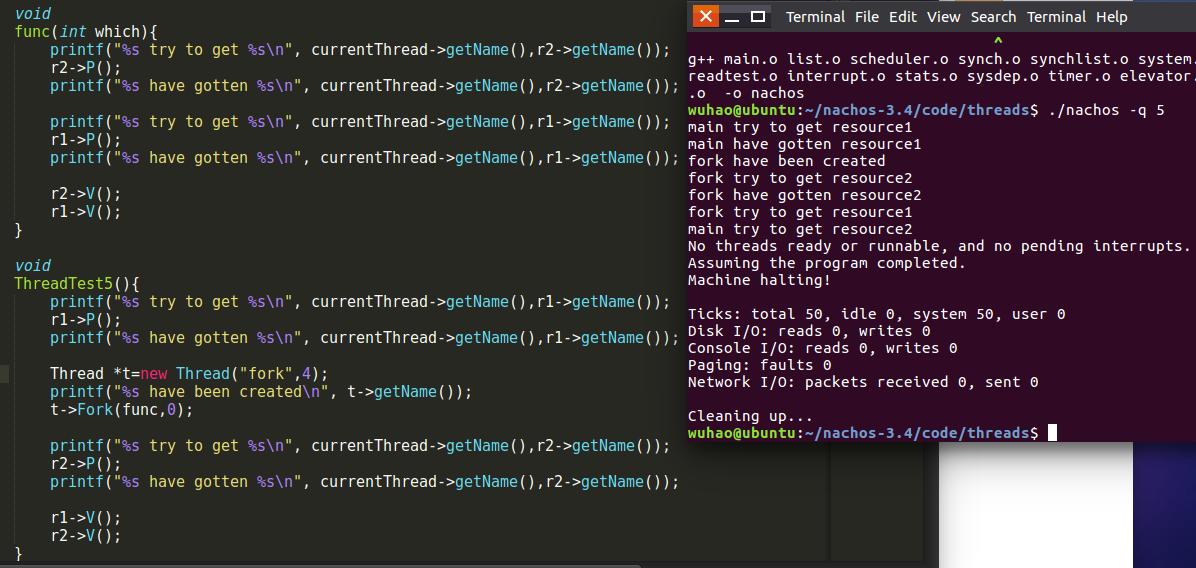 void
func(int which){
    printf("%s try to get %s\n", currentThread->getName(),r2->getName());
    r2->P();
    printf("%s have gotten %s\n", currentThread->getName(),r2->getName());

    printf("%s try to get %s\n", currentThread->getName(),r1->getName());
    r1->P();
    printf("%s have gotten %s\n", currentThread->getName(),r1->getName());

    r2->V();
    r1->V();
}

void
ThreadTest5(){
    printf("%s try to get %s\n", currentThread->getName(),r1->getName());
    r1->P();
    printf("%s have gotten %s\n", currentThread->getName(),r1->getName());

    Thread *t=new Thread("fork",4);
    printf("%s have been created\n", t->getName());
    t->Fork(func,0);

    printf("%s try to get %s\n", currentThread->getName(),r2->getName());
    r2->P();
    printf("%s have gotten %s\n", currentThread->getName(),r2->getName());

    r1->V();
    r2->V();
}
Terminal File Edit View Search Terminal Help
^
g++ main.o list.o scheduler.o synch.o synchlist.o system.
readtest.o interrupt.o stats.o sysdep.o timer.o elevator.
.o  -o nachos
wuhao@ubuntu:~/nachos-3.4/code/threads$ ./nachos -q 5
main try to get resource1
main have gotten resource1
fork have been created
fork try to get resource2
fork have gotten resource2
fork try to get resource1
main try to get resource2
No threads ready or runnable, and no pending interrupts.
Assuming the program completed.
Machine halting!

Ticks: total 50, idle 0, system 50, user 0
Disk I/O: reads 0, writes 0
Console I/O: reads 0, writes 0
Paging: faults 0
Network I/O: packets received 0, sent 0

Cleaning up...
wuhao@ubuntu:~/nachos-3.4/code/threads$